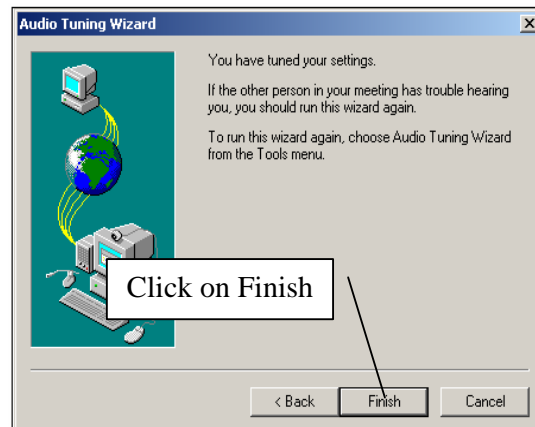 Audio Tuning Wizard
You have tuned your settings.
If the other person in your meeting has trouble hearing
you, you should run this wizard again.
To run this wizard again, choose Audio Tuning Wizard
from the Tools menu.
Click on Finish
< Back Finish Cancel